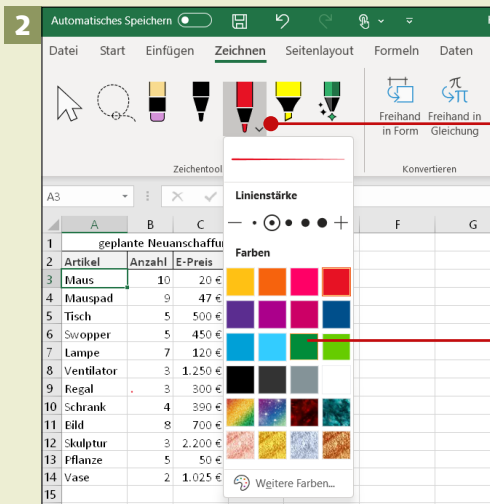 2
Automatisches Speichern
Datei Start Einfügen Zeichnen Seitenlayout Formeln Daten
Freihand in Form
Freihand in Gleichung
Zeichentool
Konvertieren
A3
Linienstärke
Farben
Weitere Farben...
A B C F G
1 geplante Neuanschaffu
2 Artikel Anzahl E-Preis
3 Maus 10 20 €
4 Mauspad 9 47 €
5 Tisch 5 500 €
6 Swopper 5 450 €
7 Lampe 7 120 €
8 Ventilator 3 1.250 €
9 Regal 3 300 €
10 Schrank 4 390 €
11 Bild 8 700 €
12 Skulptur 3 2.200 €
13 Pflanze 5 50 €
14 Vase 2 1.025 €
15